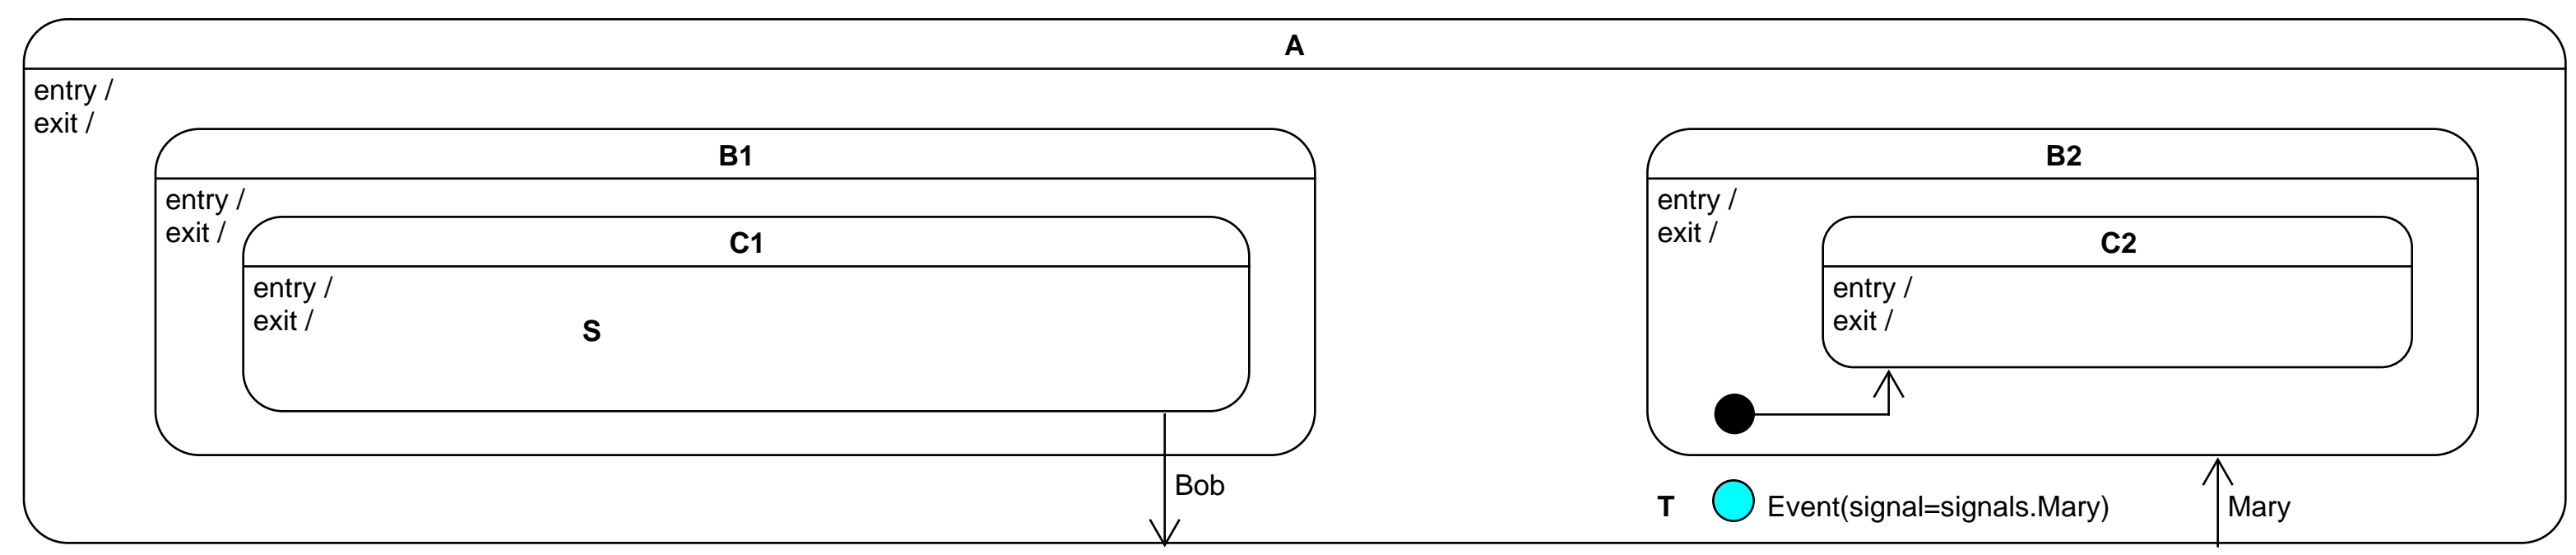 A
entry /
exit /
B1
entry /
exit /
C1
entry /
exit /
S
Bob
B2
entry /
exit /
C2
entry /
exit /
T Event(signal=signals.Mary)
Mary